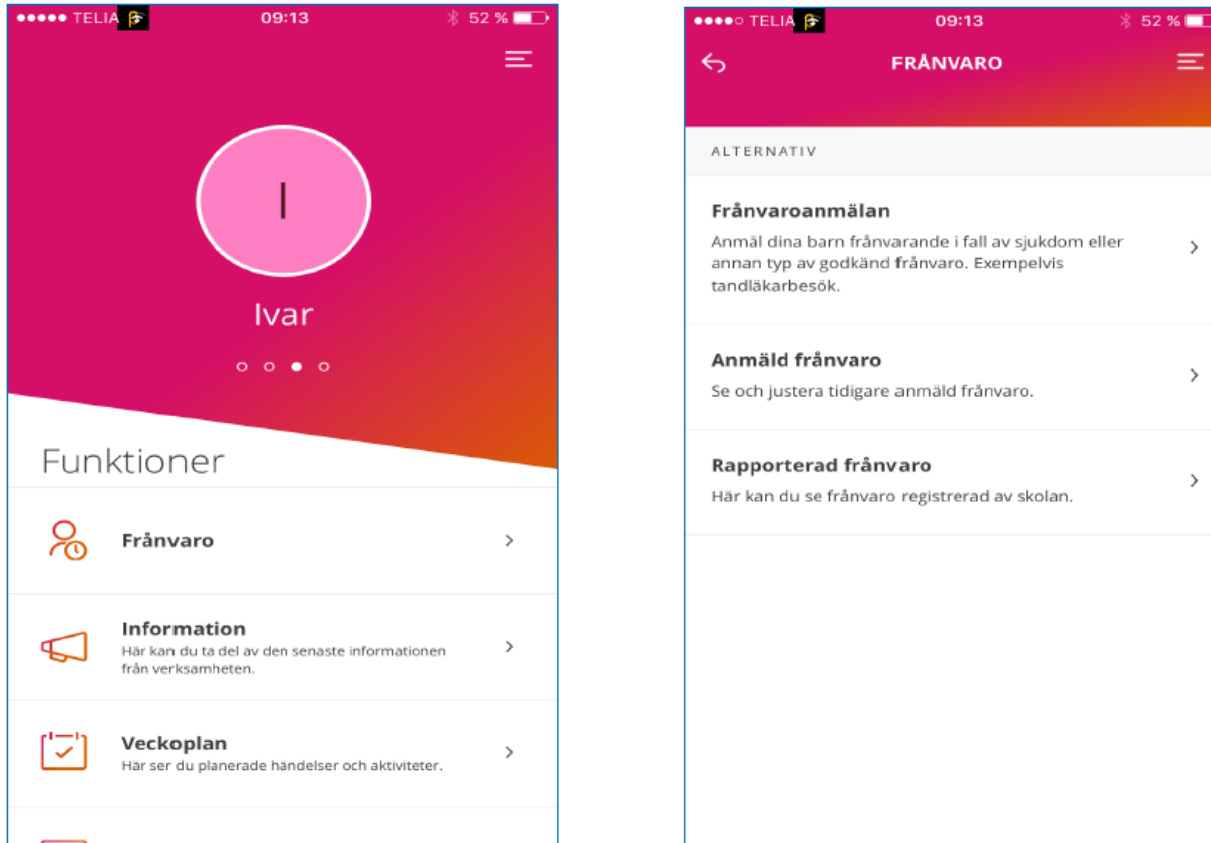 TELIA 09:13 52 %
I
Ivar
Funktioner
Frånvaro
Information
Här kan du ta del av den senaste informationen
från verksamheten.
Veckoplan
Här ser du planerade händelser och aktiviteter.
TELIA 09:13 52 %
FRÅNVARO
ALTERNATIV
Frånvaroanmälan
Anmäl dina barn frånvarande i fall av sjukdom eller
annan typ av godkänd frånvaro. Exempelvis
tandläkarbesök.
Anmäld frånvaro
Se och justera tidigare anmäld frånvaro.
Rapporterad frånvaro
Här kan du se frånvaro registrerad av skolan.